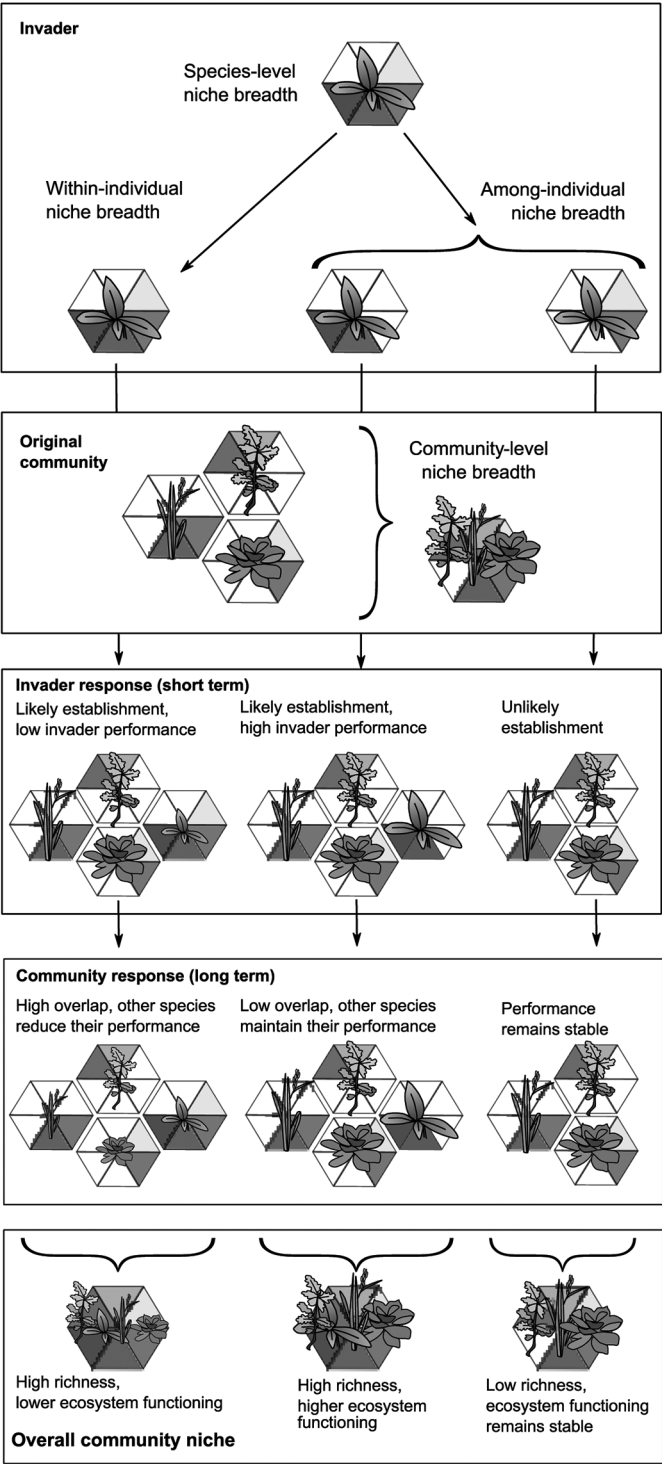 Invader
Species-level
niche breadth
Within-individual
niche breadth
Among-individual
niche breadth
Original
community
Community-level
niche breadth
Invader response (short term)
Likely establishment,
low invader performance
Likely establishment,
high invader performance
Unlikely
establishment
Community response (long term)
High overlap, other species
reduce their performance
Low overlap, other species
maintain their performance
Performance
remains stable
High richness,
lower ecosystem functioning
High richness,
higher ecosystem
functioning
Low richness,
ecosystem functioning
remains stable
Overall community niche